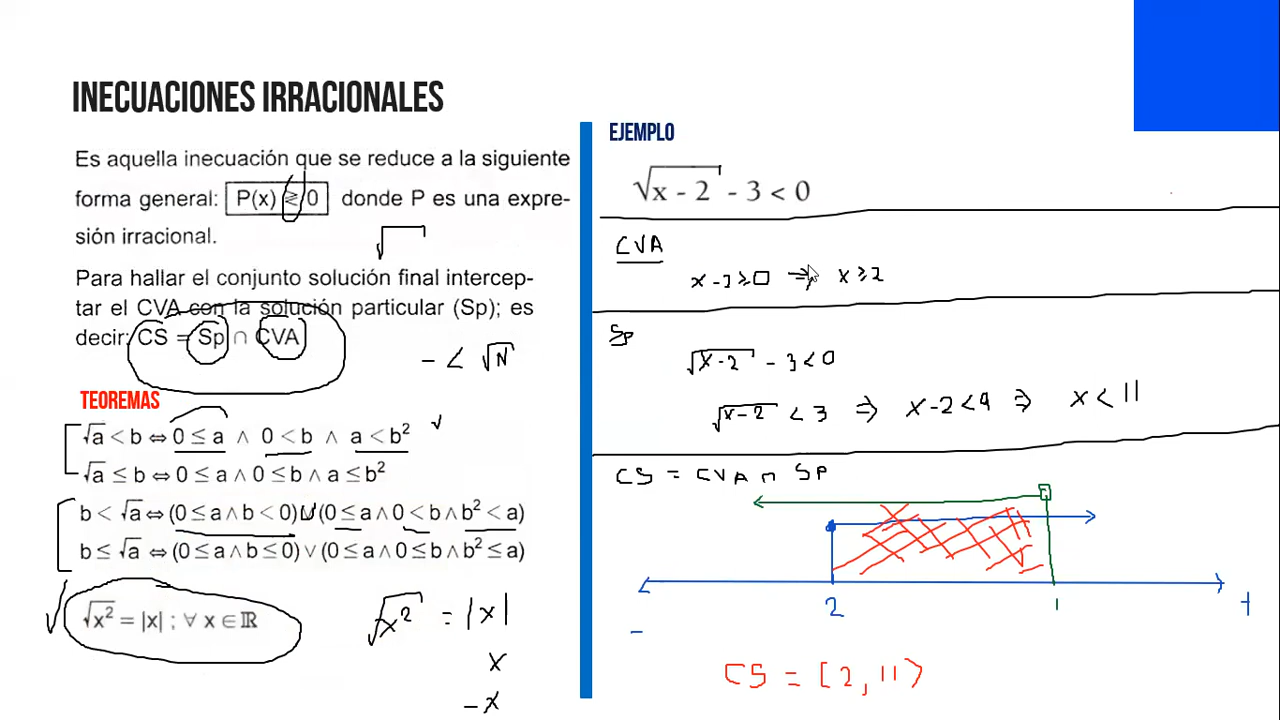 INECUACIONES IRRACIONALES
Es aquella inecuación que se reduce a la siguiente
forma general: P(x) ≷ 0 donde P es una expre-
sión irracional.
√
Para hallar el conjunto solución final intercep-
tar el CVA con la solución particular (Sp); es
decir: CS = Sp ∩ CVA
- < √N
TEOREMAS
√a < b ⇔ 0 ≤ a ∧ 0 < b ∧ a < b²
√a ≤ b ⇔ 0 ≤ a ∧ 0 ≤ b ∧ a ≤ b²
b < √a ⇔ (0 ≤ a ∧ b < 0) ∨ (0 ≤ a ∧ 0 < b ∧ b² < a)
b ≤ √a ⇔ (0 ≤ a ∧ b ≤ 0) ∨ (0 ≤ a ∧ 0 ≤ b ∧ b² ≤ a)
√x² = |x| ; ∀ x ∈ ℝ
√x² = |x|
x
-x
EJEMPLO
√x - 2 - 3 < 0
CVA
x - 2 ≥ 0 ⇒ x ≥ 2
Sp
√x-2 - 3 < 0
√x-2 < 3 ⇒ x-2 < 9 ⇒ x < 11
CS = CVA ∩ SP
2 1 +
-
CS = [2, 11⟩